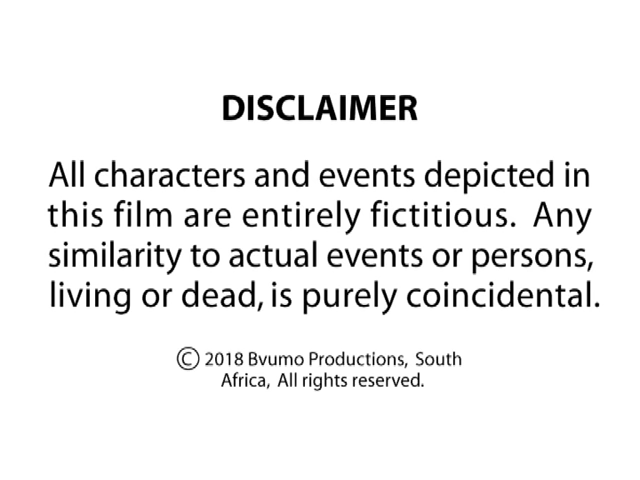 DISCLAIMER
All characters and events depicted in
this film are entirely fictitious. Any
similarity to actual events or persons,
living or dead, is purely coincidental.
© 2018 Bvumo Productions, South
Africa, All rights reserved.